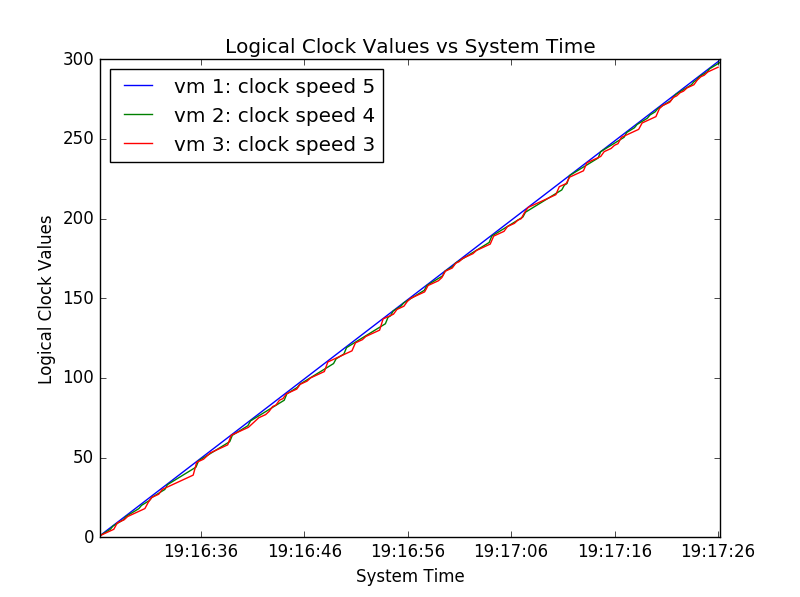 Logical Clock Values vs System Time
300
250
200
150
100
50
0
vm 1: clock speed 5
vm 2: clock speed 4
vm 3: clock speed 3
Logical Clock Values
19:16:36 19:16:46 19:16:56 19:17:06 19:17:16 19:17:26
System Time